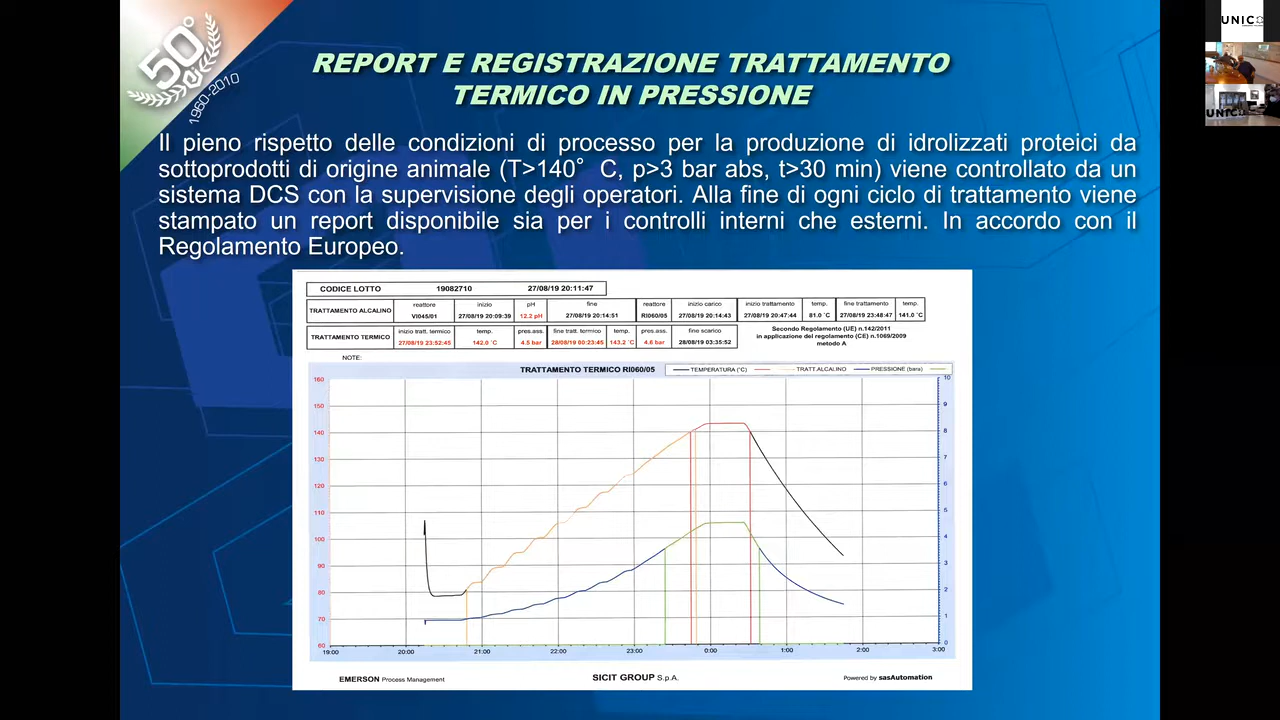 50°
1960-2010
UNICO
UNICO
REPORT E REGISTRAZIONE TRATTAMENTO
TERMICO IN PRESSIONE
Il pieno rispetto delle condizioni di processo per la produzione di idrolizzati proteici da
sottoprodotti di origine animale (T>140° C, p>3 bar abs, t>30 min) viene controllato da un
sistema DCS con la supervisione degli operatori. Alla fine di ogni ciclo di trattamento viene
stampato un report disponibile sia per i controlli interni che esterni. In accordo con il
Regolamento Europeo.
CODICE LOTTO 19082710 27/08/19 20:11:47
reattore inizio pH fine reattore inizio carico inizio trattamento temp. fine trattamento temp.
TRATTAMENTO ALCALINO VI045/01 27/08/19 20:09:39 12.2 pH 27/08/19 20:14:51 RI060/05 27/08/19 20:14:43 27/08/19 20:47:44 81.0 °C 27/08/19 23:48:47 141.0 °C
inizio tratt. termico temp. pres.ass. fine tratt. termico temp. pres.ass. fine scarico
TRATTAMENTO TERMICO 27/08/19 23:52:45 142.0 °C 4.5 bar 28/08/19 00:23:45 143.2 °C 4.6 bar 28/08/19 03:35:52
Secondo Regolamento (UE) n.142/2011
in applicazione del regolamento (CE) n.1069/2009
metodo A
NOTE:
TRATTAMENTO TERMICO RI060/05 TEMPERATURA (°C) TRATT.ALCALINO PRESSIONE (bara)
160 10
150 9
140 8
130 7
120 6
110 5
100 4
90 3
80 2
70 1
60 0
19:00 20:00 21:00 22:00 23:00 0:00 1:00 2:00 3:00
EMERSON Process Management SICIT GROUP S.p.A. Powered by sasAutomation